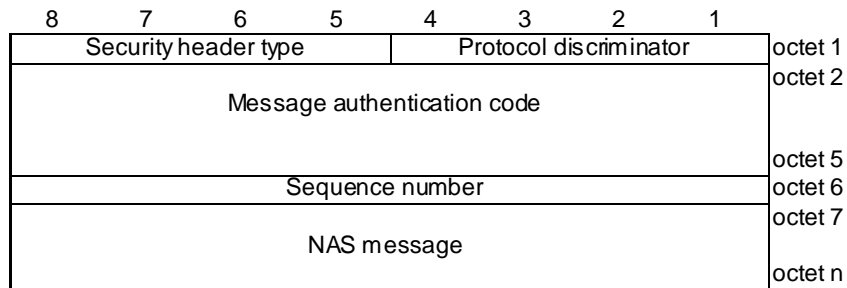 8 7 6 5 4 3 2 1
Security header type Protocol discriminator octet 1
octet 2
Message authentication code
octet 5
Sequence number octet 6
octet 7
NAS message
octet n